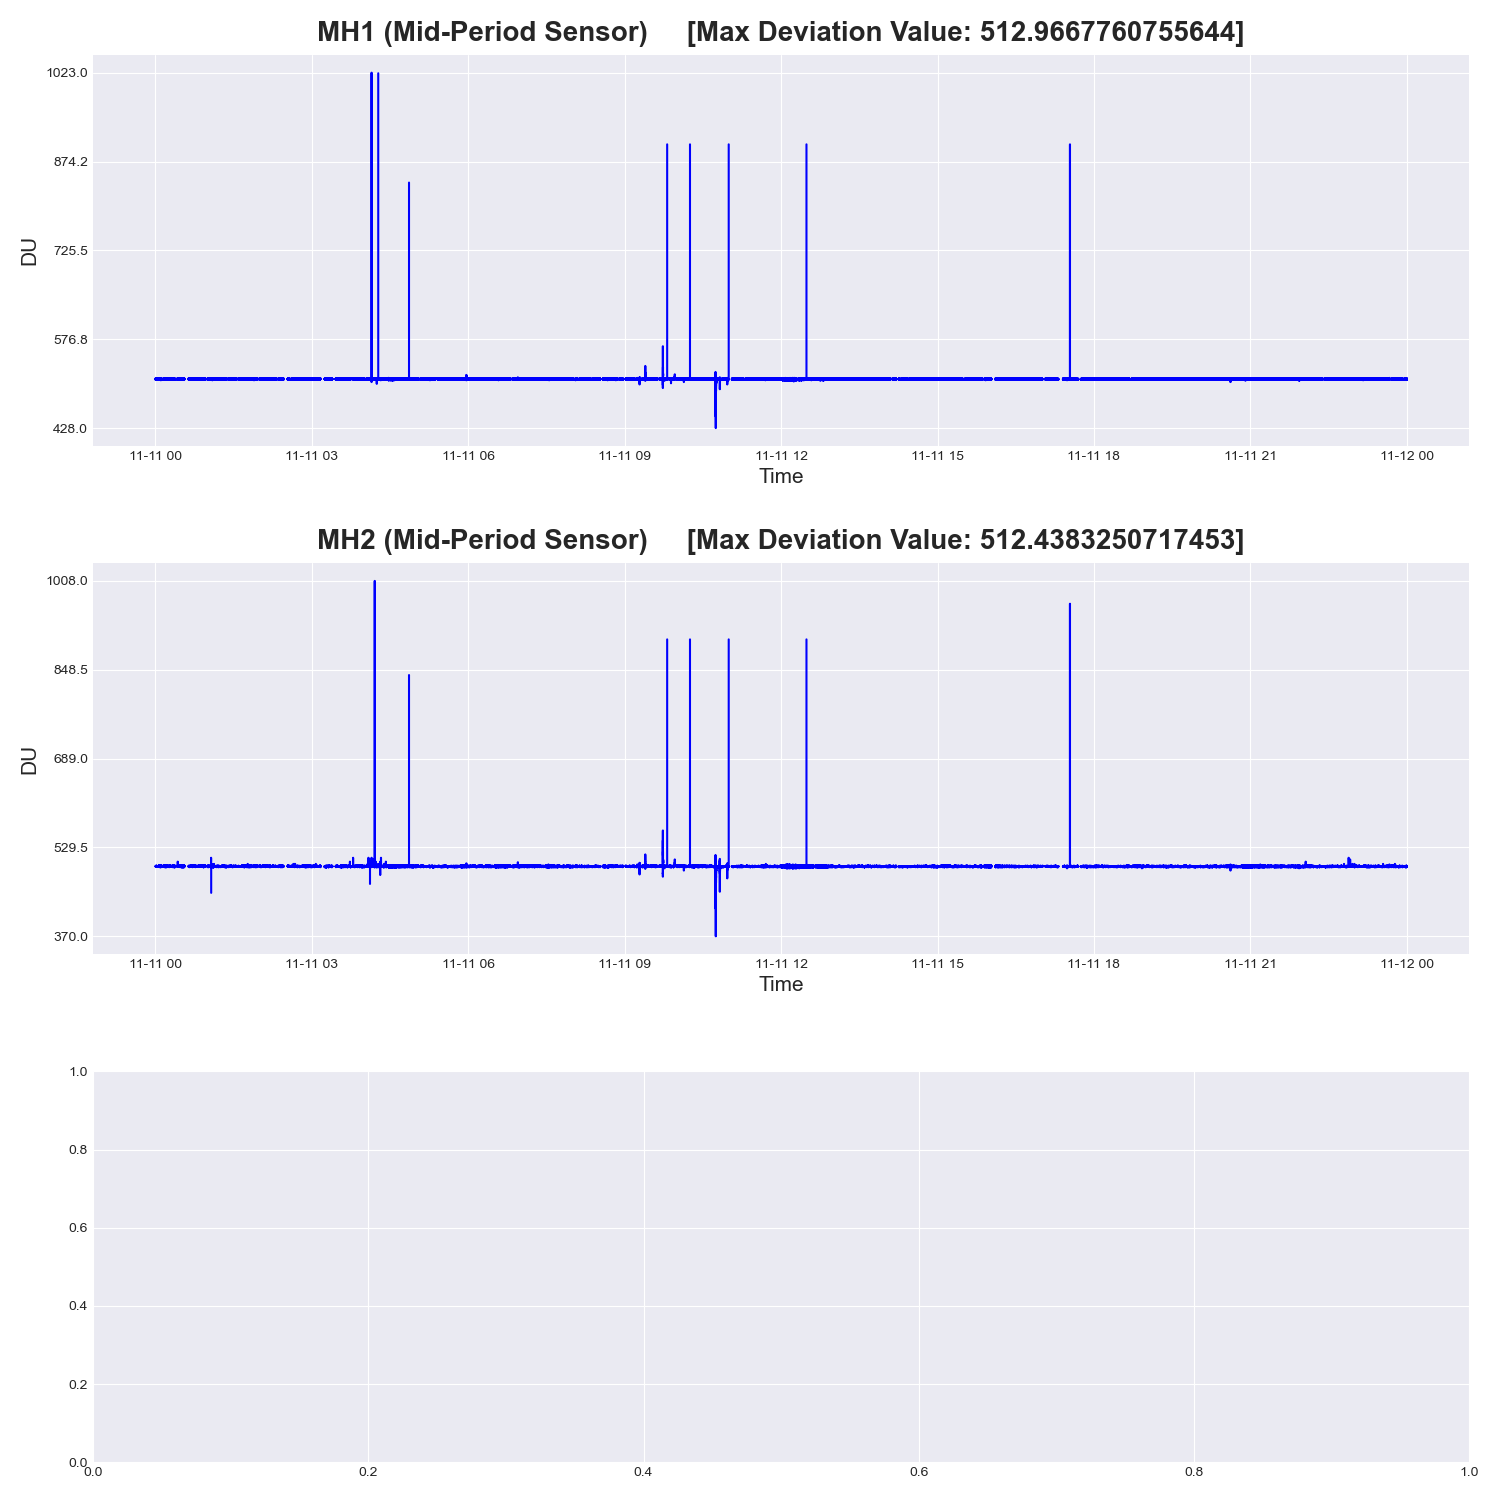 MH1 (Mid-Period Sensor) [Max Deviation Value: 512.9667760755644]
1023.0
874.2
725.5
576.8
428.0
DU
11-11 00 11-11 03 11-11 06 11-11 09 11-11 12 11-11 15 11-11 18 11-11 21 11-12 00
Time
MH2 (Mid-Period Sensor) [Max Deviation Value: 512.4383250717453]
1008.0
848.5
689.0
529.5
370.0
DU
11-11 00 11-11 03 11-11 06 11-11 09 11-11 12 11-11 15 11-11 18 11-11 21 11-12 00
Time
1.0
0.8
0.6
0.4
0.2
0.0
0.0 0.2 0.4 0.6 0.8 1.0